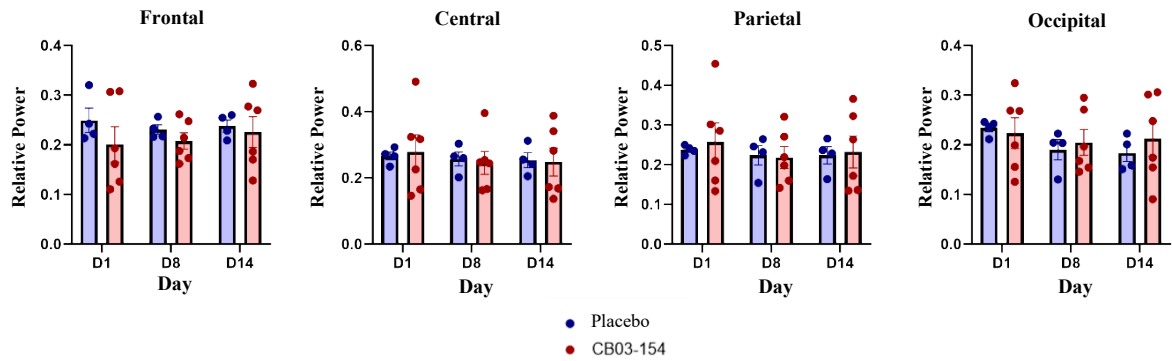 Frontal
Central
Parietal
Occipital
Relative Power
0.4
0.3
0.2
0.1
0.0
D1
D8
D14
Day
Relative Power
0.6
0.4
0.2
0.0
D1
D8
D14
Day
Relative Power
0.5
0.4
0.3
0.2
0.1
0.0
D1
D8
D14
Day
Relative Power
0.4
0.3
0.2
0.1
0.0
D1
D8
D14
Day
Placebo
CB03-154